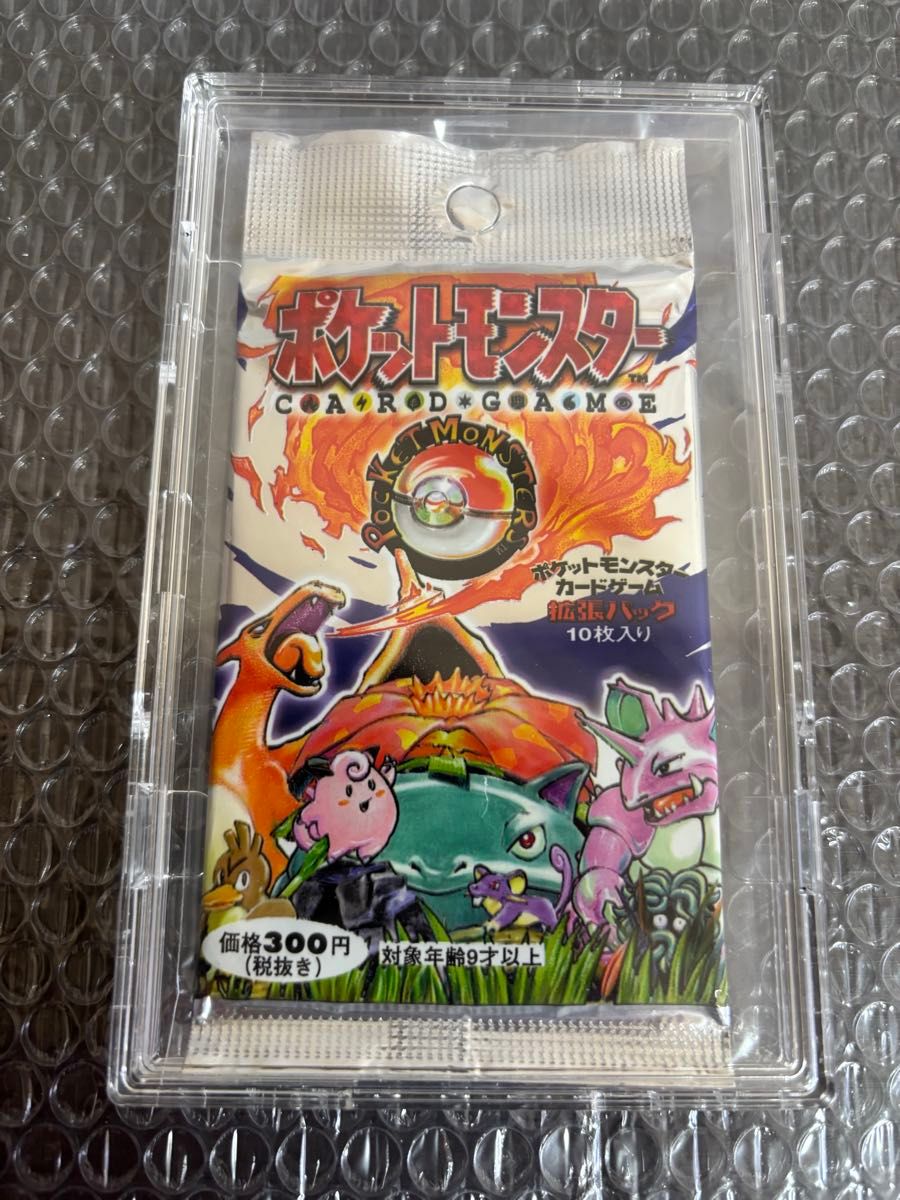 ポケットモンスター
TM
CARD GAME
POCKET MONSTERS
ポケットモンスター
カードゲーム
拡張パック
10枚入り
価格300円
(税抜き)
対象年齢9才以上